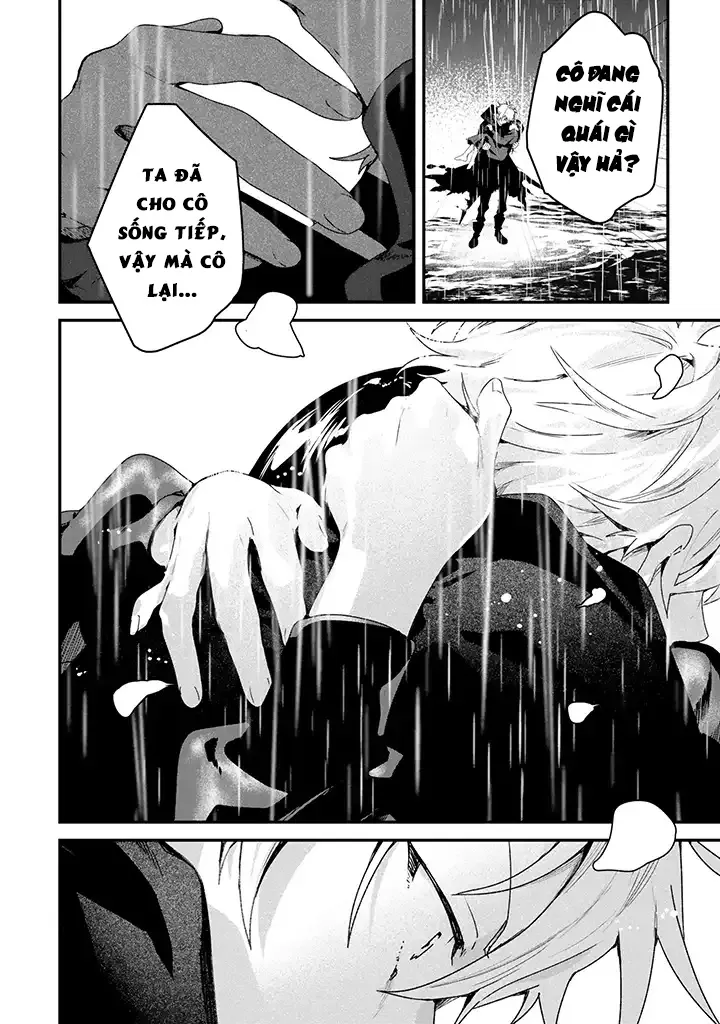 CÔ ĐANG
NGHĨ CÁI
QUÁI GÌ
VẬY HẢ?
TA ĐÃ
CHO CÔ
SỐNG TIẾP,
VẬY MÀ CÔ
LẠI...